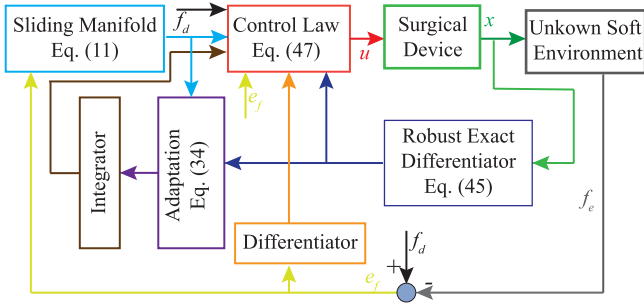 Sliding Manifold
Eq. (11)
f_d
Control Law
Eq. (47)
u
Surgical
Device
x
Unkown Soft
Environment
e_f
Integrator
Adaptation
Eq. (34)
Robust Exact
Differentiator
Eq. (45)
f_e
Differentiator
f_d
+
-
e_f